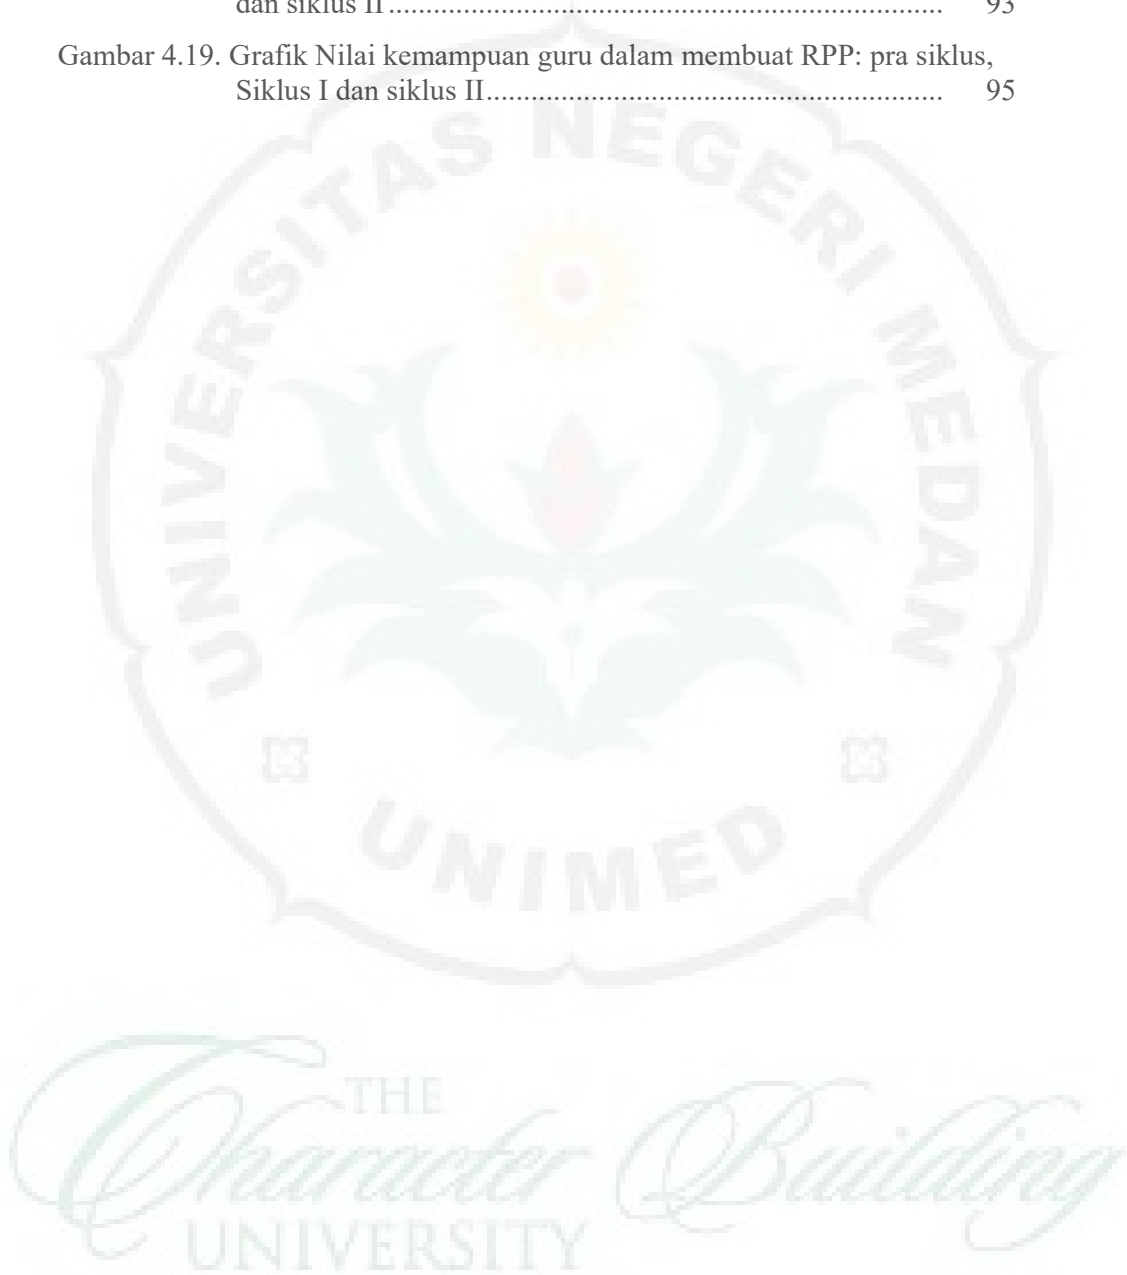 dan siklus II........................................................................ 93
Gambar 4.19. Grafik Nilai kemampuan guru dalam membuat RPP: pra siklus,
Siklus I dan siklus II............................................................ 95
UNIVERSITAS NEGERI MEDAN
UNIMED
THE
Character Building
UNIVERSITY